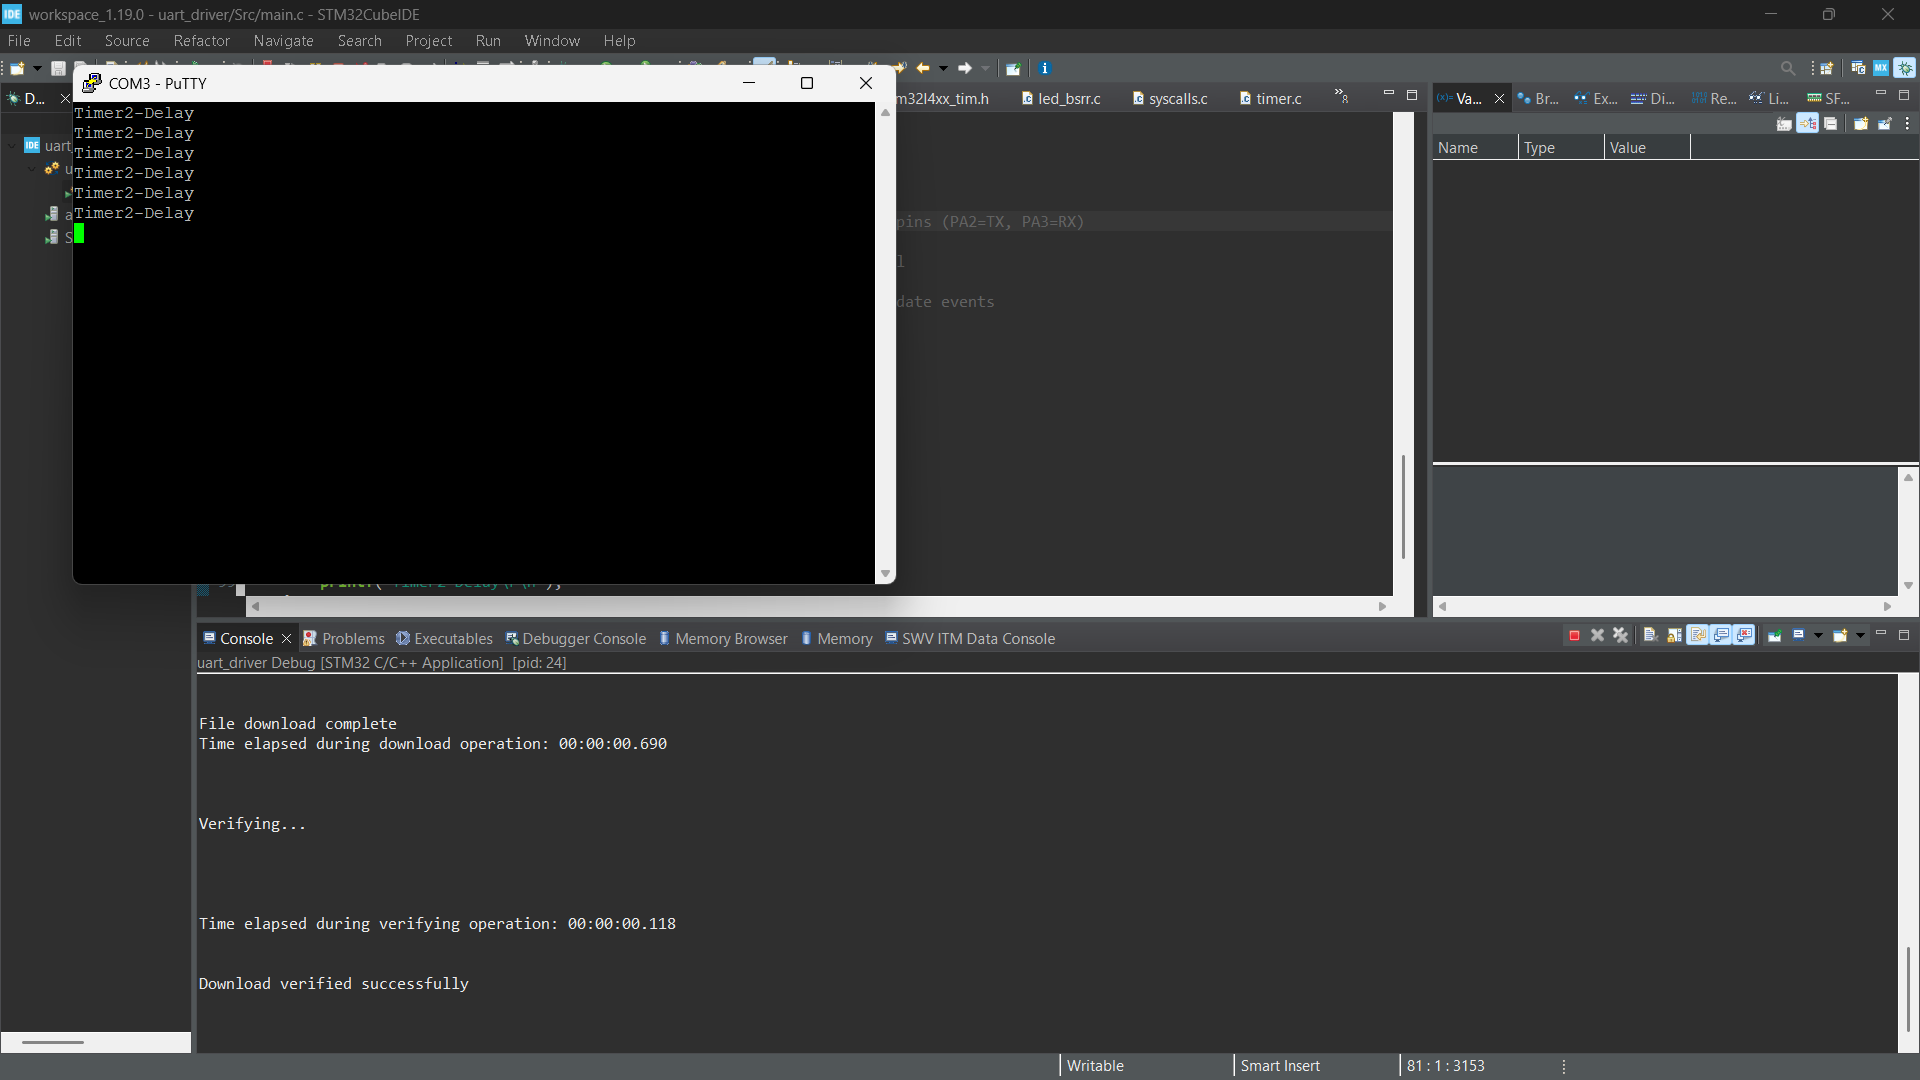 IDE workspace_1.19.0 - uart_driver/Src/main.c - STM32CubeIDE
File Edit Source Refactor Navigate Search Project Run Window Help
COM3 - PuTTY
D...
m32l4xx_tim.h led_bsrr.c syscalls.c timer.c »8
(x)= Va... Br... Ex... Di... Re... Li... SF...
Name Type Value
Timer2-Delay
Timer2-Delay
Timer2-Delay
Timer2-Delay
Timer2-Delay
Timer2-Delay
IDE uart
u
a
S
pins (PA2=TX, PA3=RX)
l
date events
Console Problems Executables Debugger Console Memory Browser Memory SWV ITM Data Console
uart_driver Debug [STM32 C/C++ Application] [pid: 24]
File download complete
Time elapsed during download operation: 00:00:00.690
Verifying...
Time elapsed during verifying operation: 00:00:00.118
Download verified successfully
Writable Smart Insert 81 : 1 : 3153